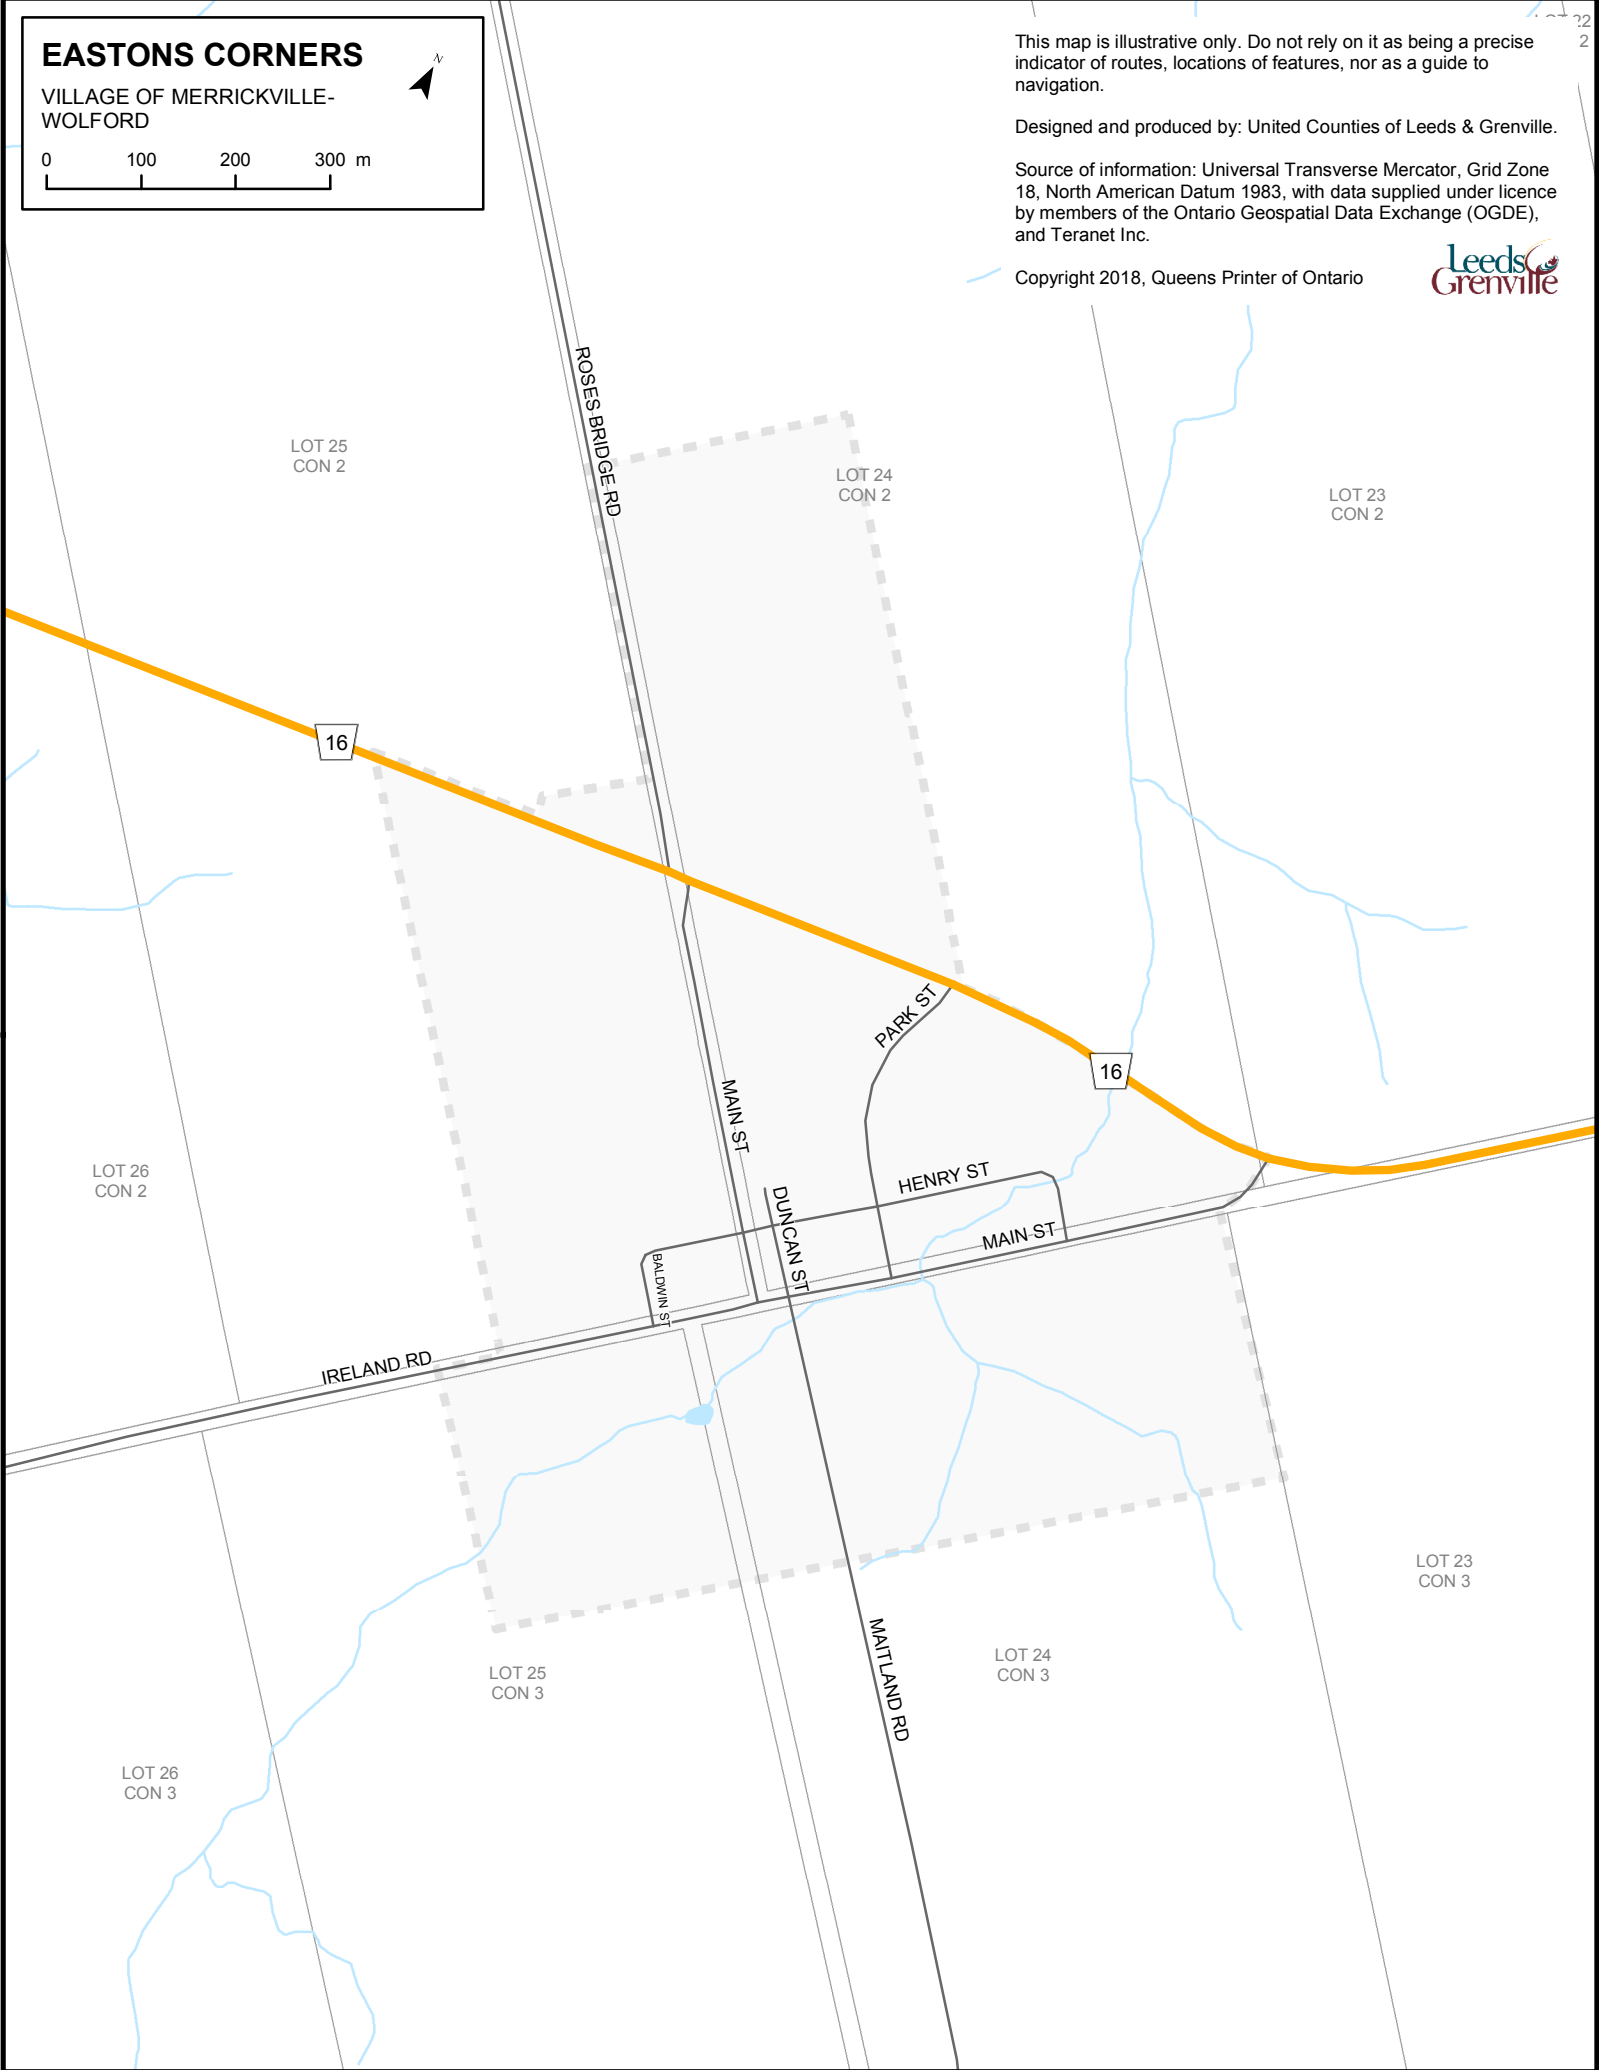 EASTONS CORNERS
VILLAGE OF MERRICKVILLE-
WOLFORD
N
0 100 200 300 m
This map is illustrative only. Do not rely on it as being a precise
indicator of routes, locations of features, nor as a guide to
navigation.
Designed and produced by: United Counties of Leeds & Grenville.
Source of information: Universal Transverse Mercator, Grid Zone
18, North American Datum 1983, with data supplied under licence
by members of the Ontario Geospatial Data Exchange (OGDE),
and Teranet Inc.
Copyright 2018, Queens Printer of Ontario
Leeds
Grenville
22
2
ROSES BRIDGE RD
LOT 25
CON 2
LOT 24
CON 2
LOT 23
CON 2
16
PARK ST
16
MAIN ST
LOT 26
CON 2
HENRY ST
DUNCAN ST
MAIN ST
BALDWIN ST
IRELAND RD
LOT 23
CON 3
MAITLAND RD
LOT 24
CON 3
LOT 25
CON 3
LOT 26
CON 3